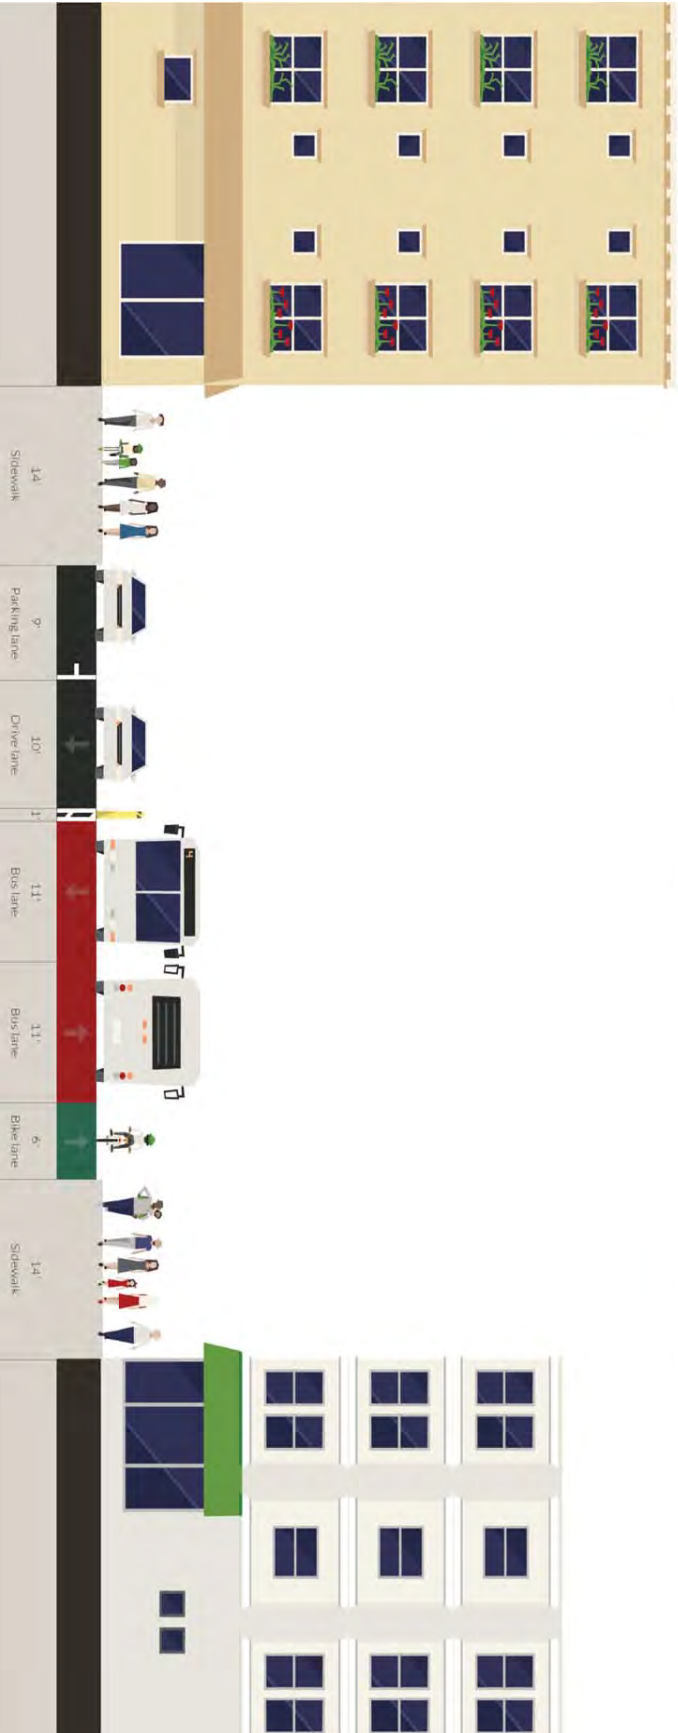 14'
Sidewalk
9'
Parking lane
10'
Drive lane
1'
11'
Bus lane
11'
Bus lane
6'
Bike lane
14'
Sidewalk
4